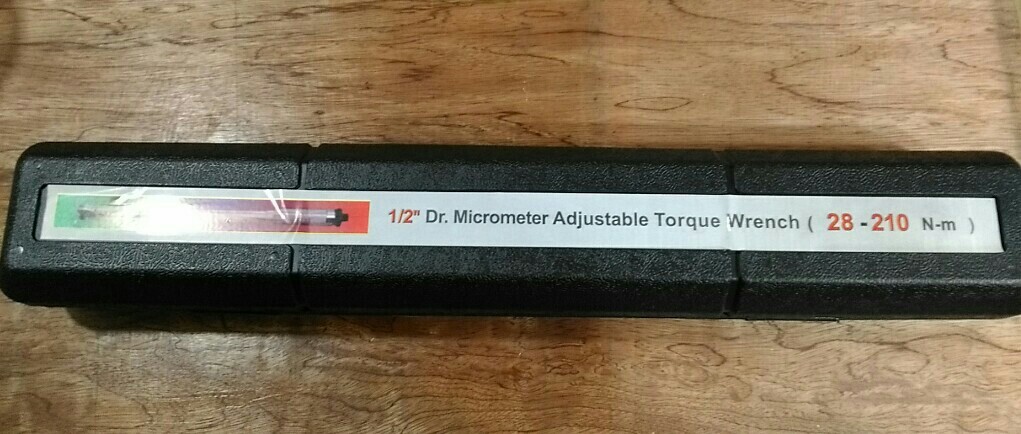 1/2" Dr. Micrometer Adjustable Torque Wrench ( 28 - 210 N-m )